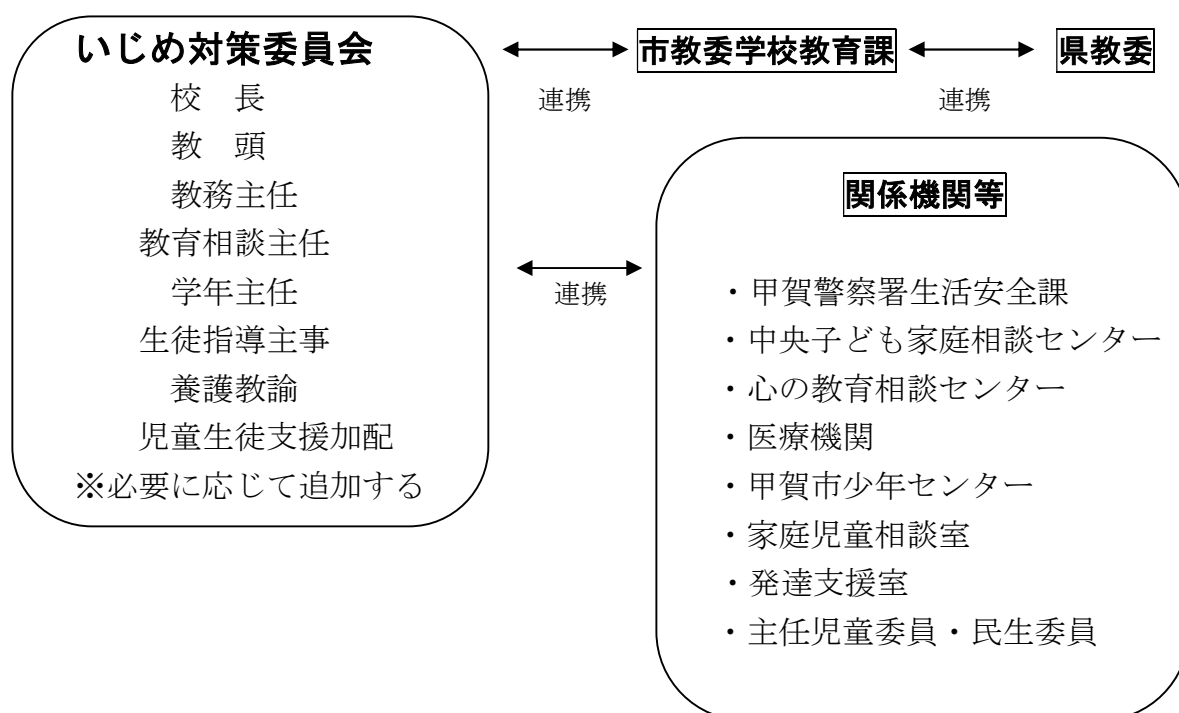 いじめ対策委員会
校　長
教　頭
教務主任
教育相談主任
学年主任
生徒指導主事
養護教諭
児童生徒支援加配
※必要に応じて追加する
連携
市教委学校教育課
連携
県教委
連携
関係機関等
・甲賀警察署生活安全課
・中央子ども家庭相談センター
・心の教育相談センター
・医療機関
・甲賀市少年センター
・家庭児童相談室
・発達支援室
・主任児童委員・民生委員